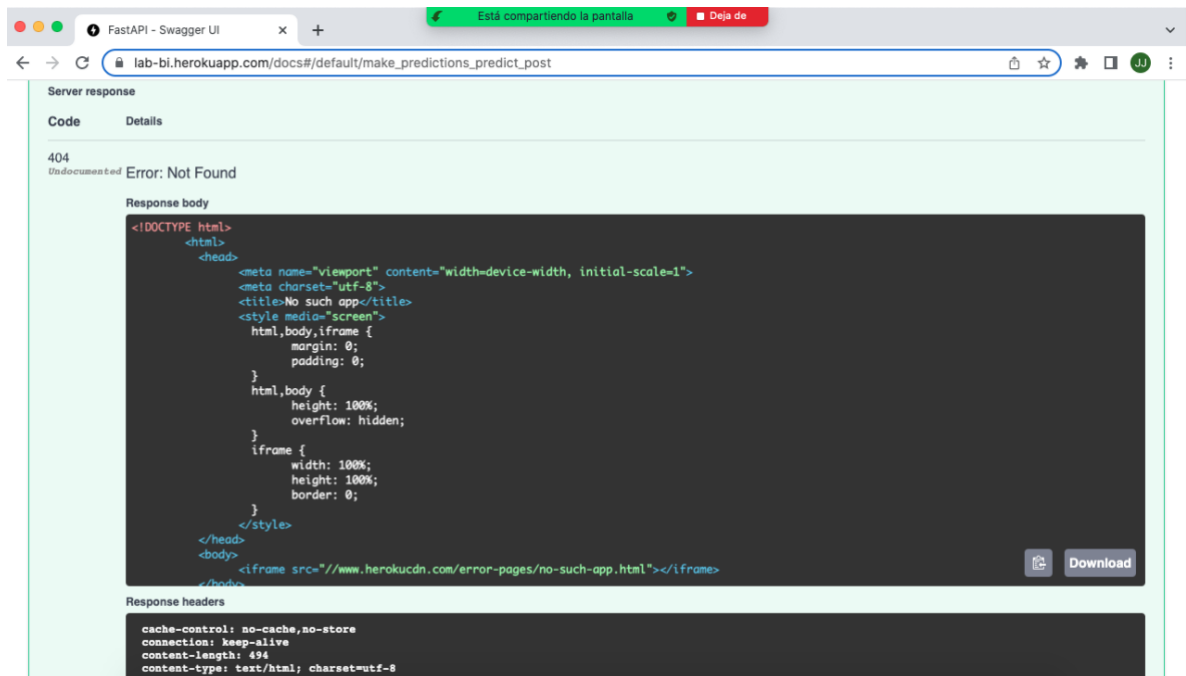 Está compartiendo la pantalla
Deja de
FastAPI - Swagger UI
lab-bi.herokuapp.com/docs#/default/make_predictions_predict_post
JJ
Server response
Code Details
404
Undocumented
Error: Not Found
Response body
<!DOCTYPE html>
<html>
<head>
<meta name="viewport" content="width=device-width, initial-scale=1">
<meta charset="utf-8">
<title>No such app</title>
<style media="screen">
html,body,iframe {
margin: 0;
padding: 0;
}
html,body {
height: 100%;
overflow: hidden;
}
iframe {
width: 100%;
height: 100%;
border: 0;
}
</style>
</head>
<body>
<iframe src="//www.herokucdn.com/error-pages/no-such-app.html"></iframe>
</body>
Download
Response headers
cache-control: no-cache,no-store
connection: keep-alive
content-length: 494
content-type: text/html; charset=utf-8